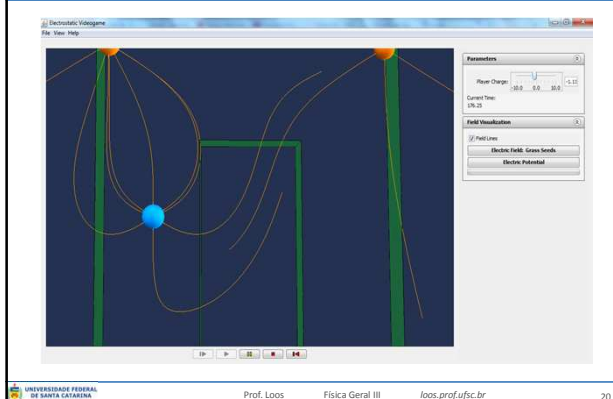 Electrostatic Videogame
File View Help
Parameters
Player Charge:
-1.10
-10.0 0.0 10.0
Current Time:
176.25
Field Visualization
Field Lines
Electric Field: Grass Seeds
Electric Potential
UNIVERSIDADE FEDERAL
DE SANTA CATARINA
Prof. Loos Física Geral III loos.prof.ufsc.br 20